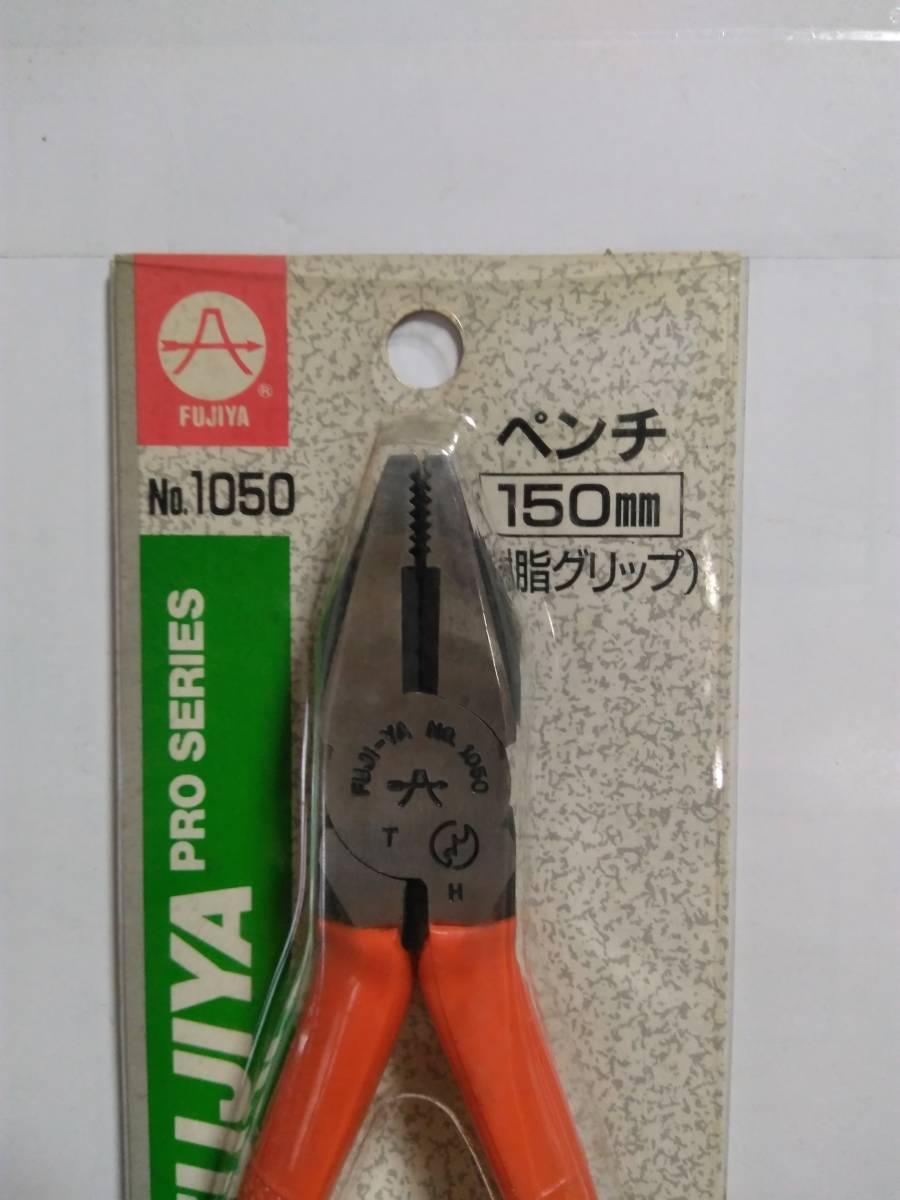 FUJIYA
®
No.1050
ペンチ
150mm
樹脂グリップ)
PRO SERIES
FUJIYA
FUJI-YA NO.1050
T
H